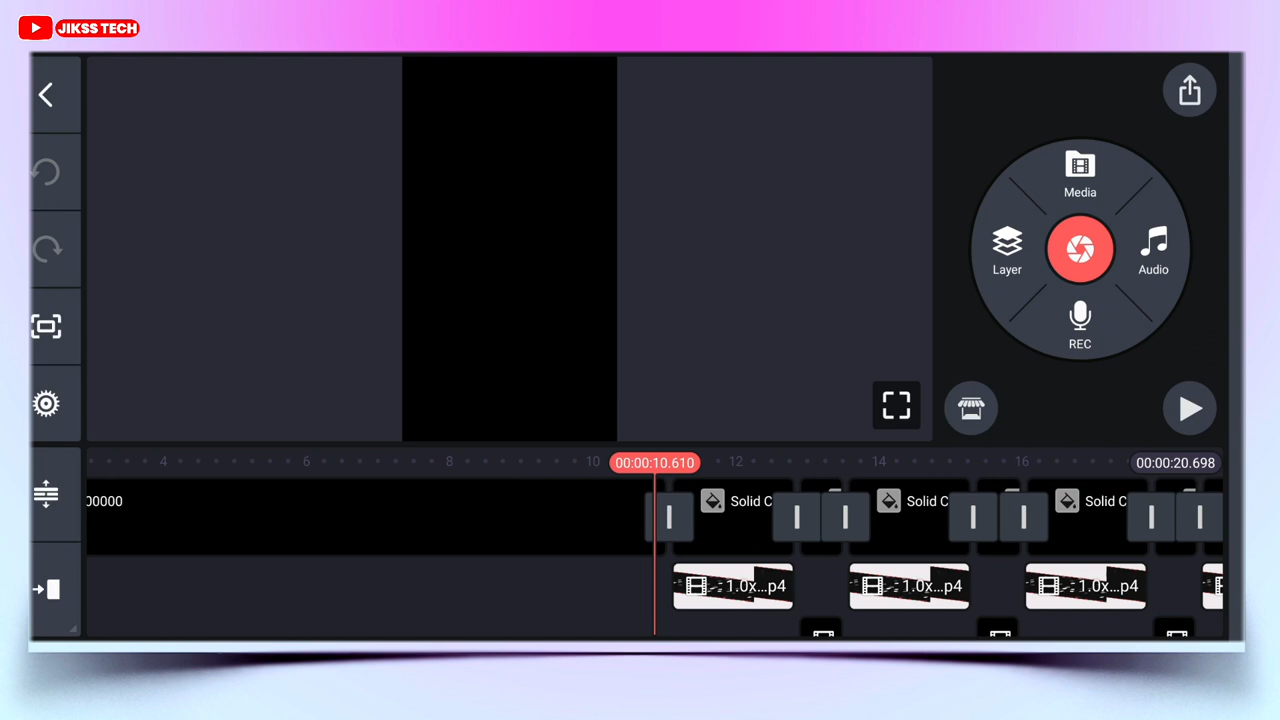 JIKSS TECH
Media
Layer
Audio
REC
4
6
8
10
00:00:10.610
12
14
16
00:00:20.698
00000
Solid C
Solid C
Solid C
1.0x...p4
1.0x...p4
1.0x...p4